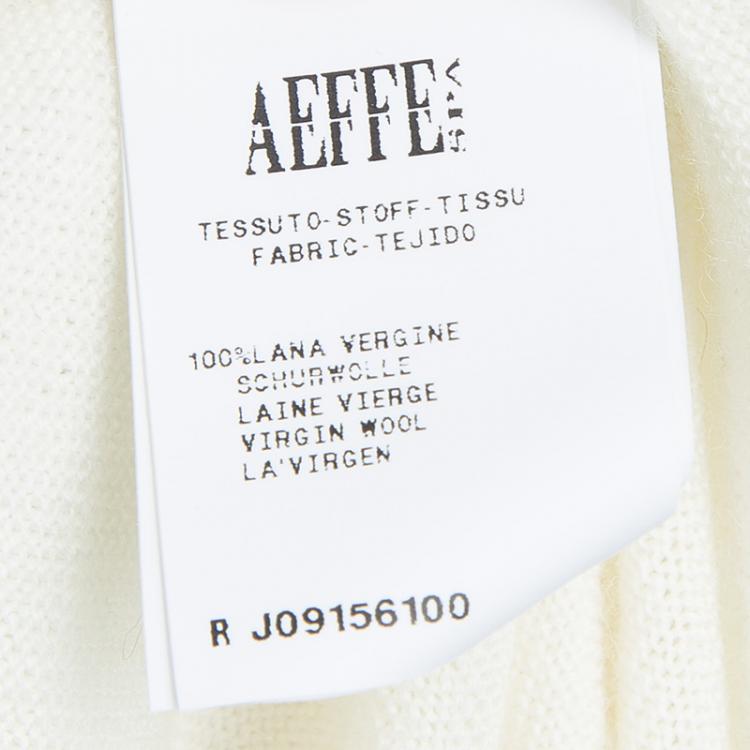 AEFFE S.P.A
TESSUTO-STOFF-TISSU
FABRIC-TEJIDO
100%LANA VERGINE
SCHURWOLLE
LAINE VIERGE
VIRGIN WOOL
LA'VIRGEN
R J09156100